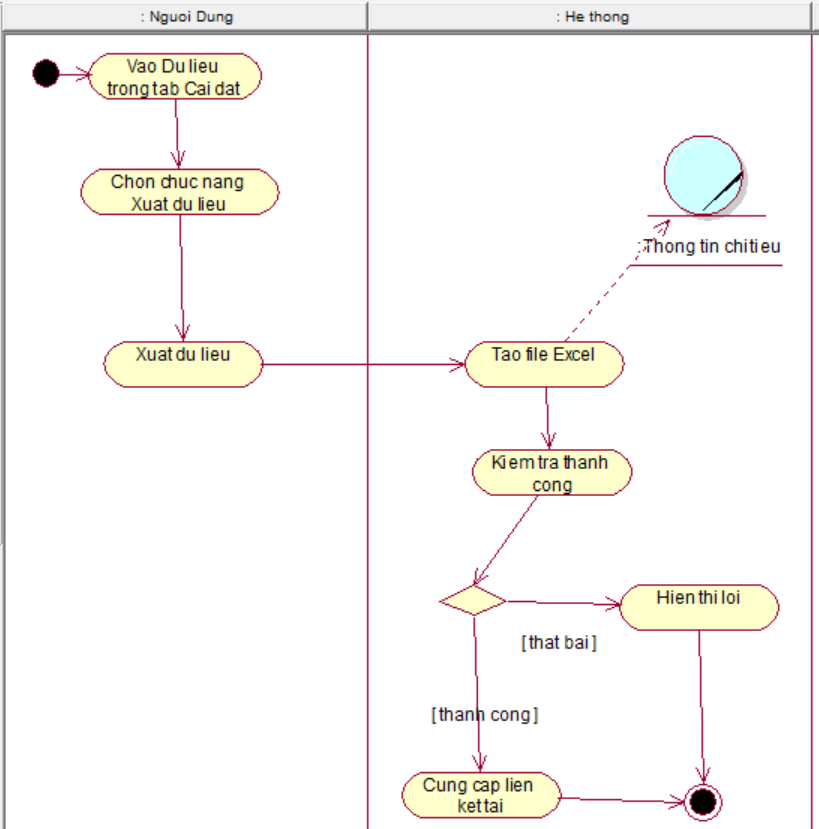 : Nguoi Dung
: He thong
Vao Du lieu
trong tab Cai dat
Chon chuc nang
Xuat du lieu
: Thong tin chi tieu
Xuat du lieu
Tao file Excel
Kiem tra thanh
cong
Hien thi loi
[that bai]
[thanh cong]
Cung cap lien
ket tai